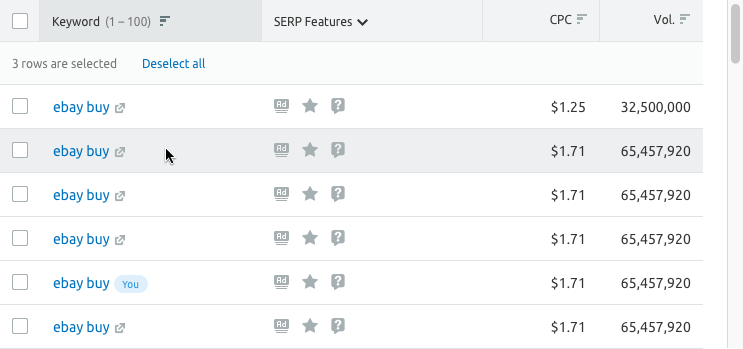 Keyword (1 – 100) SERP Features CPC Vol.
3 rows are selected Deselect all
ebay buy Ad ? $1.25 32,500,000
ebay buy Ad ? $1.71 65,457,920
ebay buy Ad ? $1.71 65,457,920
ebay buy Ad ? $1.71 65,457,920
ebay buy You Ad ? $1.71 65,457,920
ebay buy Ad ? $1.71 65,457,920